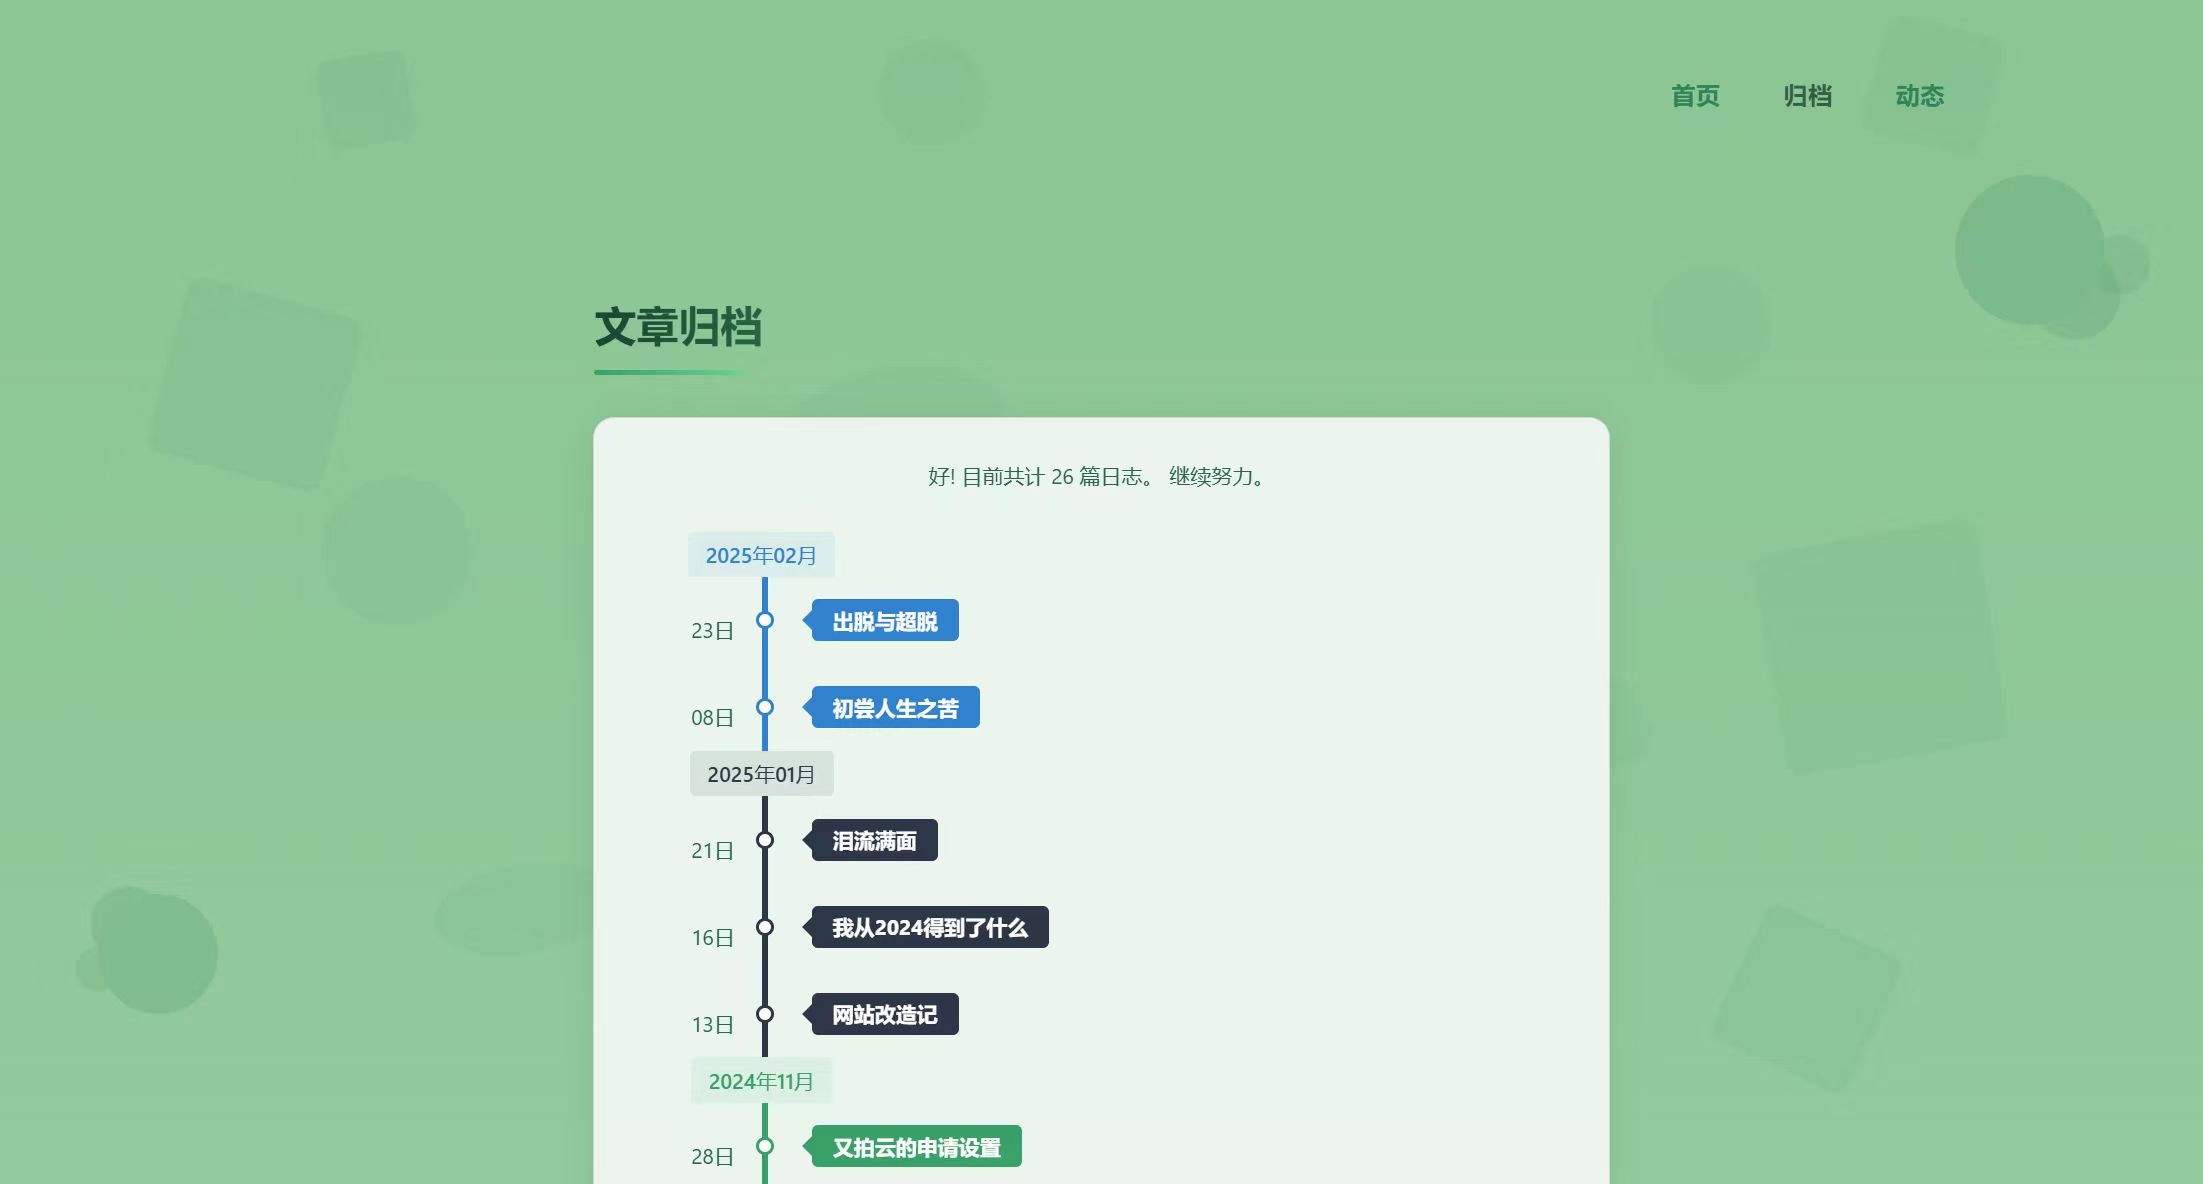 首页
归档
动态
文章归档
好! 目前共计 26 篇日志。 继续努力。
2025年02月
23日
出脱与超脱
08日
初尝人生之苦
2025年01月
21日
泪流满面
16日
我从2024得到了什么
13日
网站改造记
2024年11月
28日
又拍云的申请设置